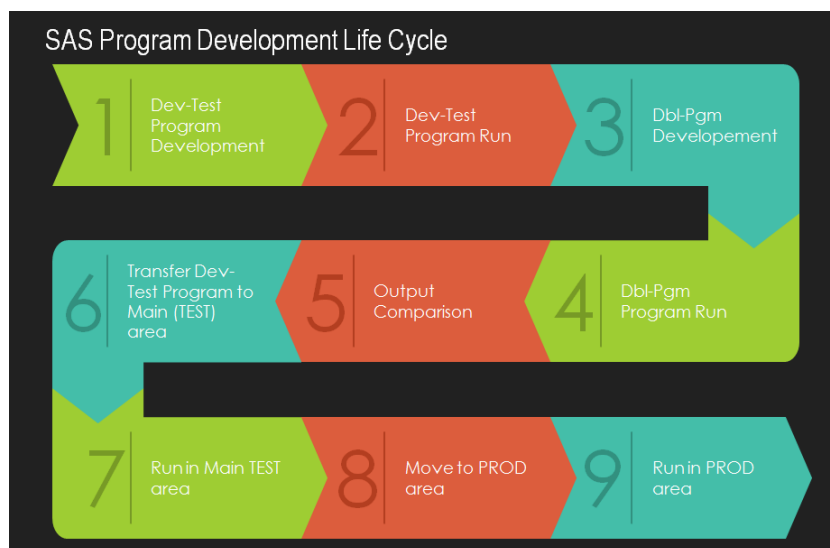 SAS Program Development Life Cycle
1
Dev-Test
Program
Development
2
Dev-Test
Program Run
3
Dbl-Pgm
Developement
6
Transfer Dev-
Test Program to
Main (TEST)
area
5
Output
Comparison
4
Dbl-Pgm
Program Run
7
Run in Main TEST
area
8
Move to PROD
area
9
Run in PROD
area